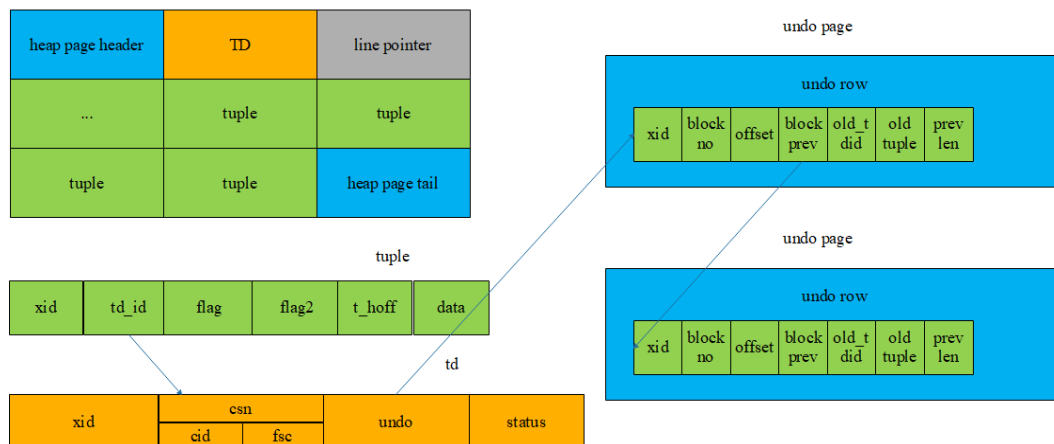 heap page header
TD
line pointer
...
tuple
tuple
tuple
tuple
heap page tail
tuple
xid
td_id
flag
flag2
t_hoff
data
td
xid
csn
cid
fsc
undo
status
undo page
undo row
xid
block
no
offset
block
prev
old_t
did
old
tuple
prev
len
undo page
undo row
xid
block
no
offset
block
prev
old_t
did
old
tuple
prev
len